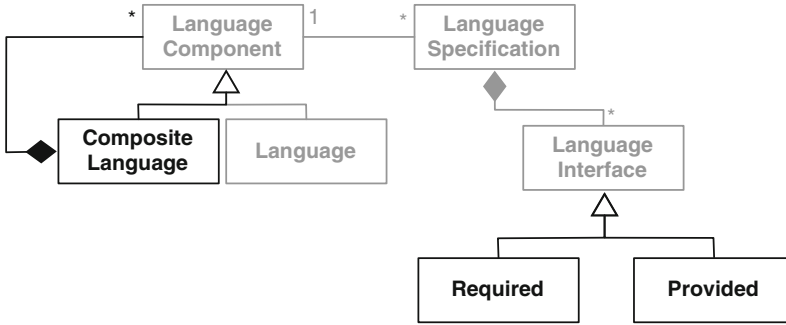 *
Language
Component
1
*
Language
Specification
Composite
Language
Language
*
Language
Interface
Required
Provided